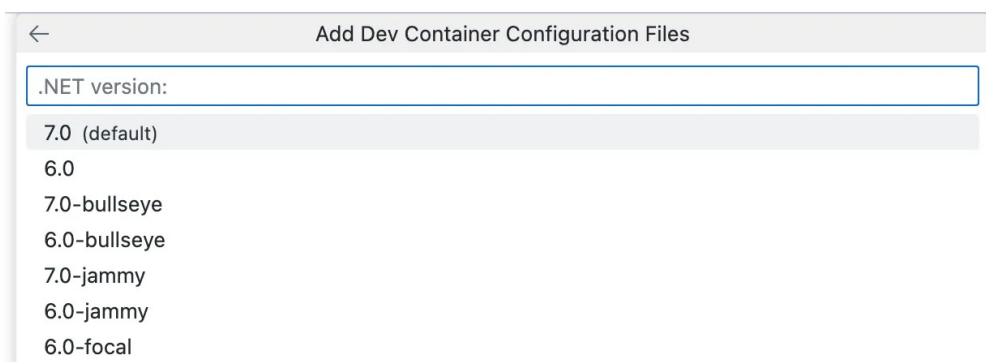 Add Dev Container Configuration Files
.NET version:
7.0 (default)
6.0
7.0-bullseye
6.0-bullseye
7.0-jammy
6.0-jammy
6.0-focal